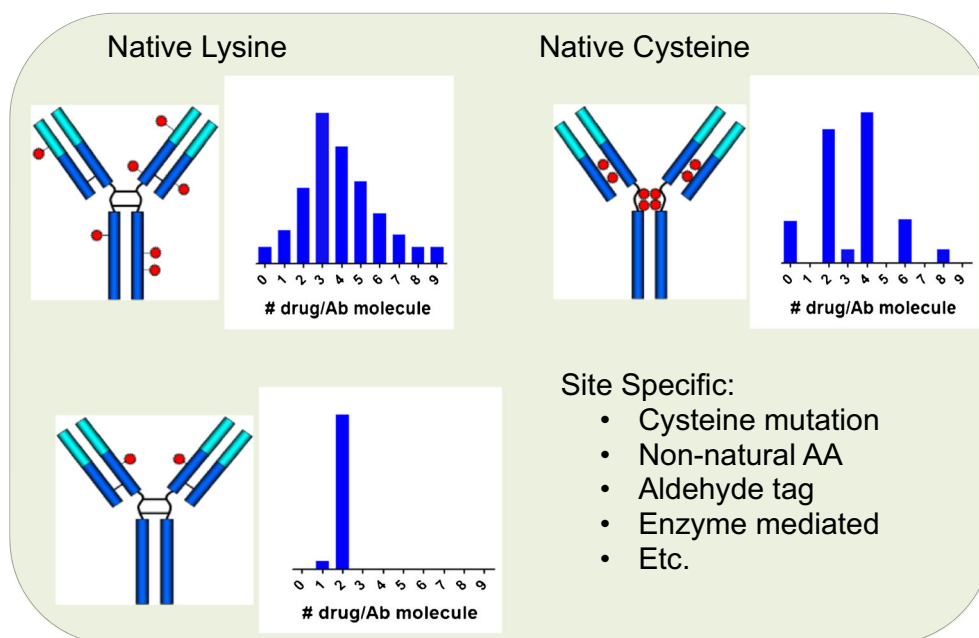 Native Lysine
0 1 2 3 4 5 6 7 8 9
# drug/Ab molecule
Native Cysteine
0 1 2 3 4 5 6 7 8 9
# drug/Ab molecule
0 1 2 3 4 5 6 7 8 9
# drug/Ab molecule
Site Specific:
• Cysteine mutation
• Non-natural AA
• Aldehyde tag
• Enzyme mediated
• Etc.